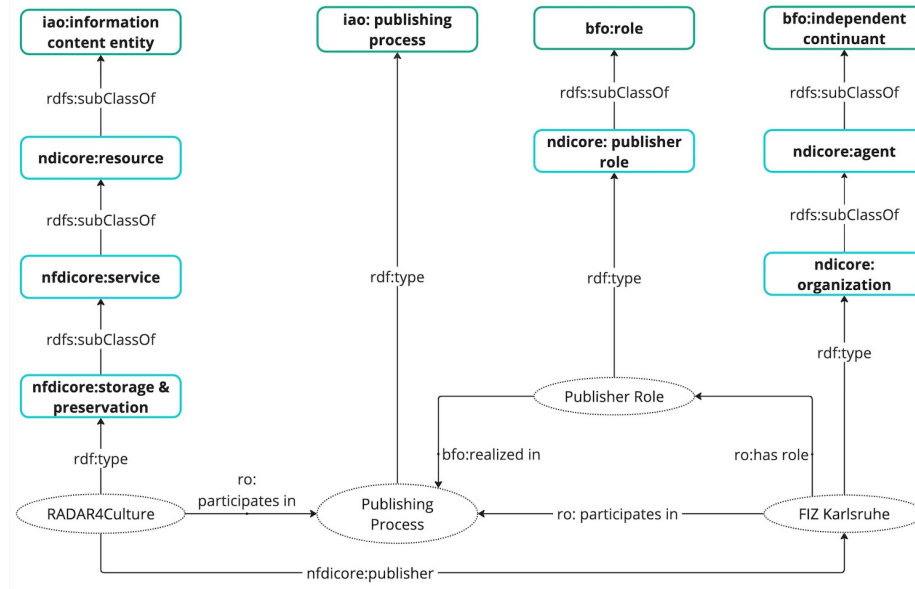 iao:information
content entity
iao: publishing
process
bfo:role
bfo:independent
continuant
rdfs:subClassOf
rdfs:subClassOf
rdfs:subClassOf
ndicore:resource
ndicore: publisher
role
ndicore:agent
rdfs:subClassOf
rdfs:subClassOf
nfdicore:service
rdf:type
rdf:type
ndicore:
organization
rdfs:subClassOf
rdf:type
nfdicore:storage &
preservation
Publisher Role
rdf:type
bfo:realized in
ro:has role
ro:
participates in
RADAR4Culture
Publishing
Process
ro: participates in
FIZ Karlsruhe
nfdicore:publisher